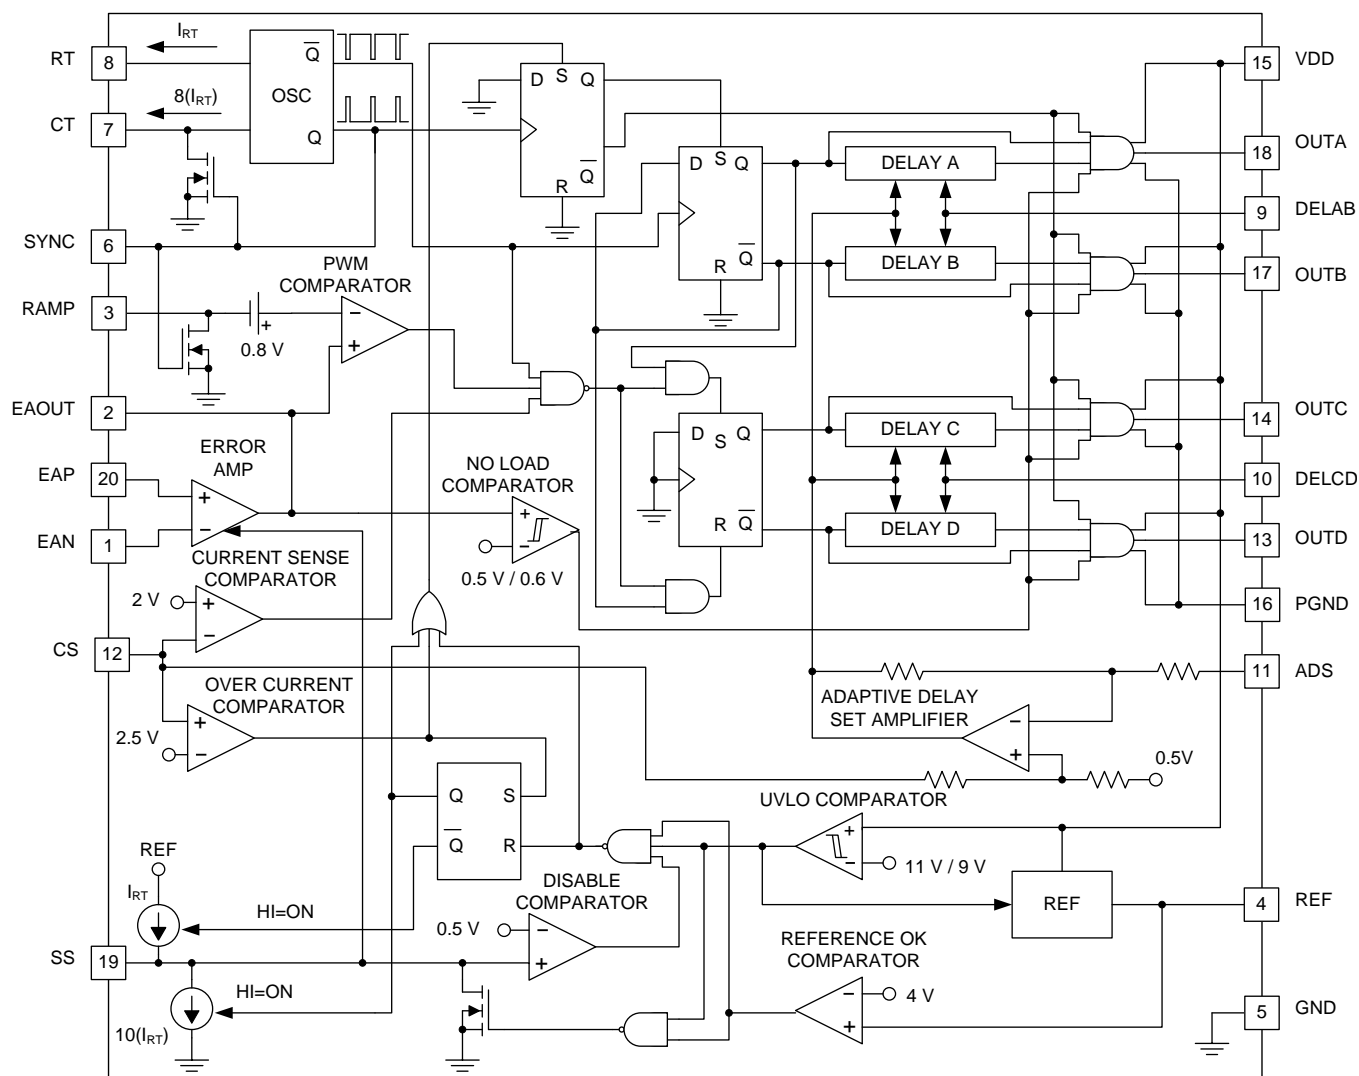 I_RT
RT
8
Q̅
OSC
8(I_RT)
CT
7
Q
D
S
Q
Q̅
R
15
VDD
18
OUTA
D
S
Q
Q̅
R
DELAY A
9
DELAB
DELAY B
17
OUTB
SYNC
6
PWM
COMPARATOR
RAMP
3
0.8 V
−
+
+
EAOUT
2
ERROR
AMP
EAP
20
+
−
EAN
1
NO LOAD
COMPARATOR
+
−
0.5 V / 0.6 V
D
S
Q
R
Q̅
DELAY C
14
OUTC
10
DELCD
DELAY D
13
OUTD
16
PGND
CURRENT SENSE
COMPARATOR
2 V
+
−
CS
12
OVER CURRENT
COMPARATOR
+
−
2.5 V
11
ADS
ADAPTIVE DELAY
SET AMPLIFIER
−
+
0.5V
Q
S
Q̅
R
UVLO COMPARATOR
+
−
11 V / 9 V
REF
I_RT
HI=ON
DISABLE
COMPARATOR
0.5 V
−
+
REF
4
REF
SS
19
HI=ON
10(I_RT)
REFERENCE OK
COMPARATOR
−
+
4 V
5
GND